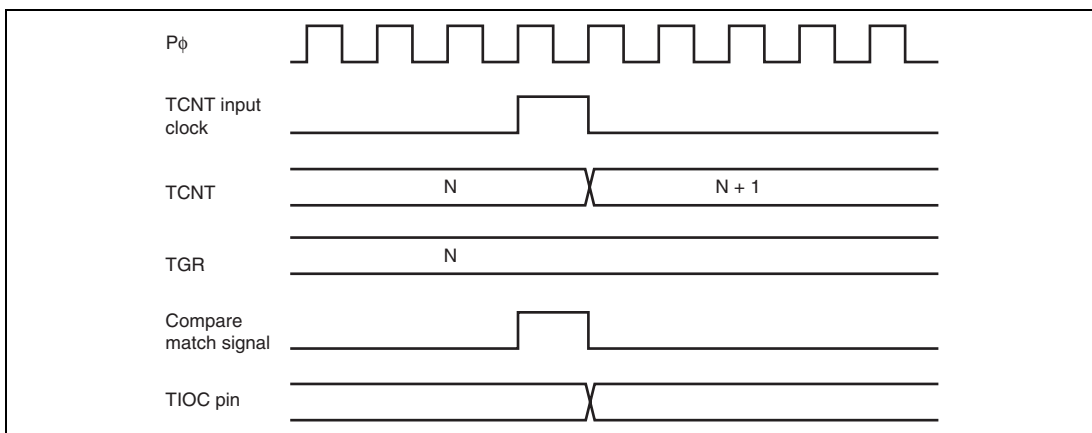 Pϕ
TCNT input
clock
TCNT
N
N + 1
TGR
N
Compare
match signal
TIOC pin